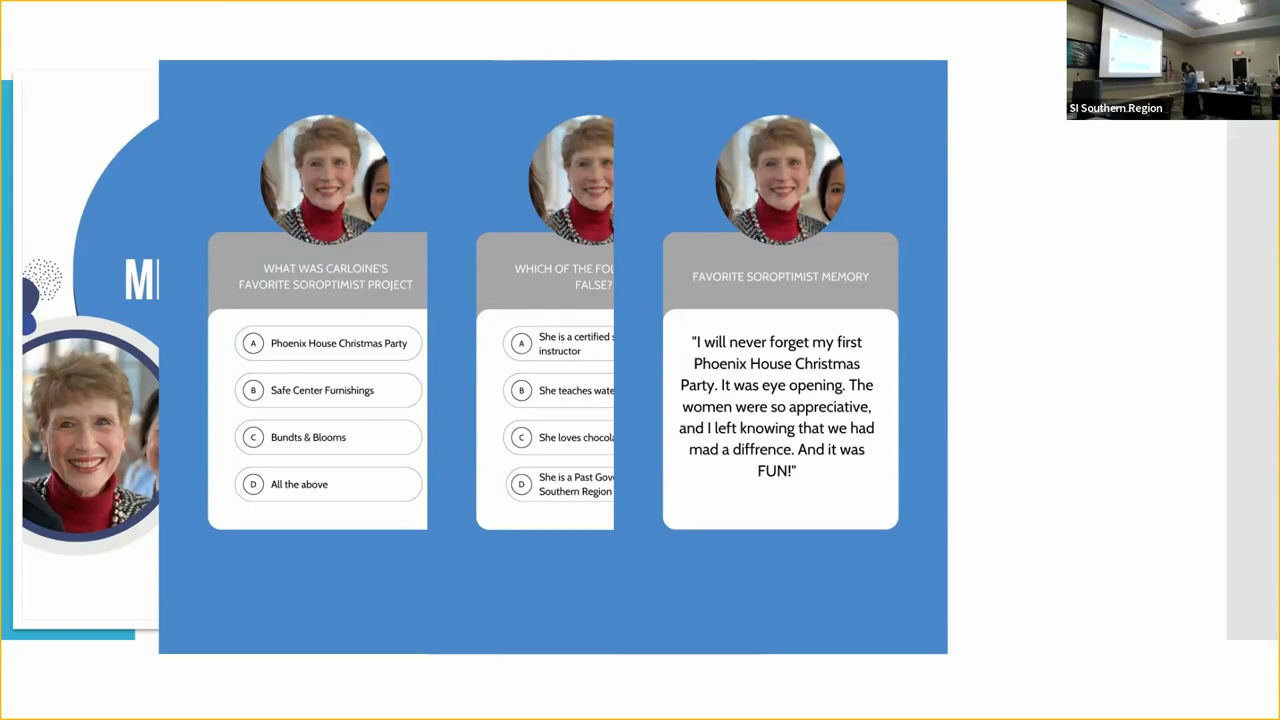 SI Southern Region
WHAT WAS CARLOINE'S
FAVORITE SOROPTIMIST PROJECT
A Phoenix House Christmas Party
B Safe Center Furnishings
C Bundts & Blooms
D All the above
WHICH OF THE FOL
FALSE?
A She is a certified
instructor
B She teaches wate
C She loves chocola
D She is a Past Gov
Southern Region
FAVORITE SOROPTIMIST MEMORY
"I will never forget my first
Phoenix House Christmas
Party. It was eye opening. The
women were so appreciative,
and I left knowing that we had
mad a diffrence. And it was
FUN!"